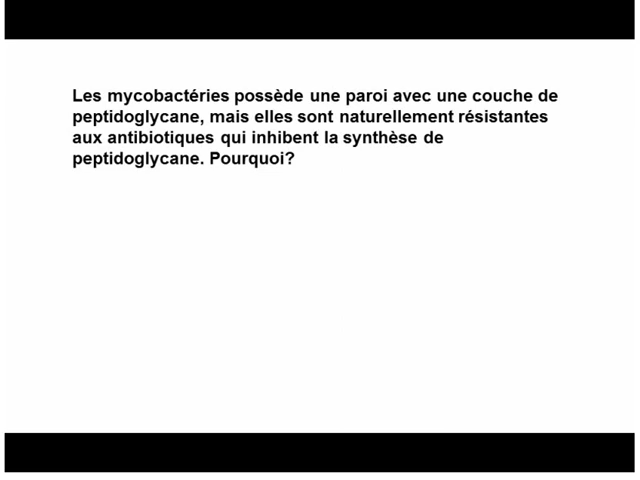 Les mycobactéries possède une paroi avec une couche de
peptidoglycane, mais elles sont naturellement résistantes
aux antibiotiques qui inhibent la synthèse de
peptidoglycane. Pourquoi?